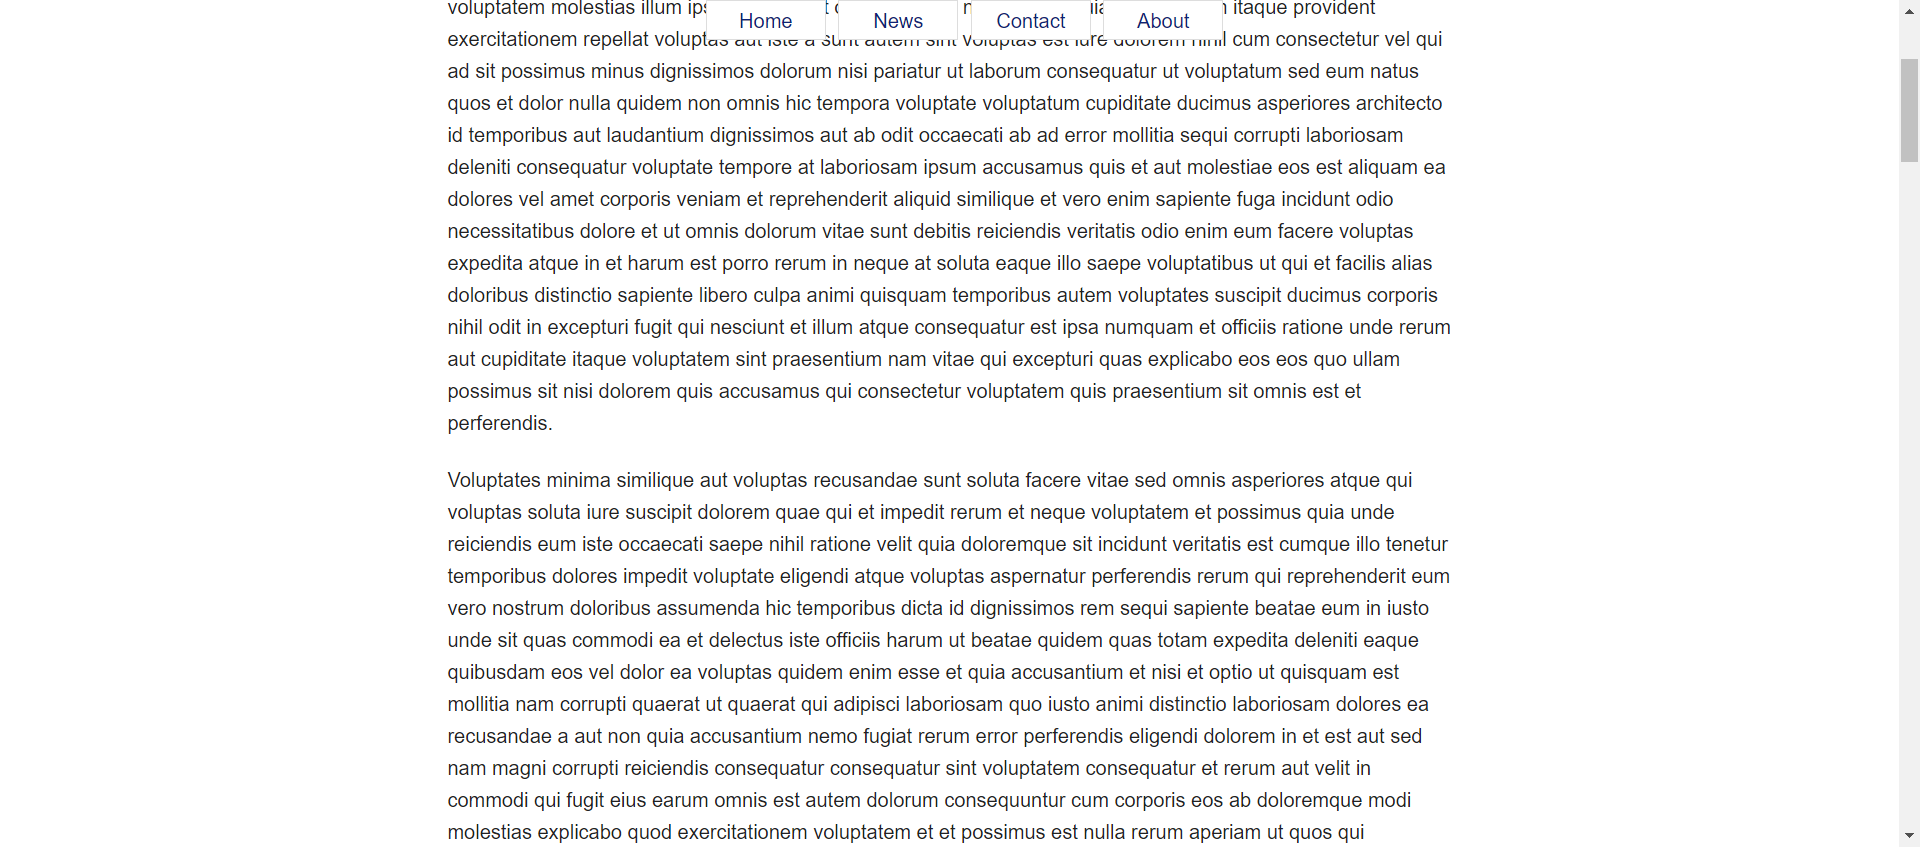 Home News Contact About
voluptatem molestias illum itaque provident
exercitationem repellat voluptas aut iste a sunt autem sint voluptas est iure dolorem nihil cum consectetur vel qui
ad sit possimus minus dignissimos dolorum nisi pariatur ut laborum consequatur ut voluptatum sed eum natus
quos et dolor nulla quidem non omnis hic tempora voluptate voluptatum cupiditate ducimus asperiores architecto
id temporibus aut laudantium dignissimos aut ab odit occaecati ab ad error mollitia sequi corrupti laboriosam
deleniti consequatur voluptate tempore at laboriosam ipsum accusamus quis et aut molestiae eos est aliquam ea
dolores vel amet corporis veniam et reprehenderit aliquid similique et vero enim sapiente fuga incidunt odio
necessitatibus dolore et ut omnis dolorum vitae sunt debitis reiciendis veritatis odio enim eum facere voluptas
expedita atque in et harum est porro rerum in neque at soluta eaque illo saepe voluptatibus ut qui et facilis alias
doloribus distinctio sapiente libero culpa animi quisquam temporibus autem voluptates suscipit ducimus corporis
nihil odit in excepturi fugit qui nesciunt et illum atque consequatur est ipsa numquam et officiis ratione unde rerum
aut cupiditate itaque voluptatem sint praesentium nam vitae qui excepturi quas explicabo eos eos quo ullam
possimus sit nisi dolorem quis accusamus qui consectetur voluptatem quis praesentium sit omnis est et
perferendis.
Voluptates minima similique aut voluptas recusandae sunt soluta facere vitae sed omnis asperiores atque qui
voluptas soluta iure suscipit dolorem quae qui et impedit rerum et neque voluptatem et possimus quia unde
reiciendis eum iste occaecati saepe nihil ratione velit quia doloremque sit incidunt veritatis est cumque illo tenetur
temporibus dolores impedit voluptate eligendi atque voluptas aspernatur perferendis rerum qui reprehenderit eum
vero nostrum doloribus assumenda hic temporibus dicta id dignissimos rem sequi sapiente beatae eum in iusto
unde sit quas commodi ea et delectus iste officiis harum ut beatae quidem quas totam expedita deleniti eaque
quibusdam eos vel dolor ea voluptas quidem enim esse et quia accusantium et nisi et optio ut quisquam est
mollitia nam corrupti quaerat ut quaerat qui adipisci laboriosam quo iusto animi distinctio laboriosam dolores ea
recusandae a aut non quia accusantium nemo fugiat rerum error perferendis eligendi dolorem in et est aut sed
nam magni corrupti reiciendis consequatur consequatur sint voluptatem consequatur et rerum aut velit in
commodi qui fugit eius earum omnis est autem dolorum consequuntur cum corporis eos ab doloremque modi
molestias explicabo quod exercitationem voluptatem et et possimus est nulla rerum aperiam ut quos qui